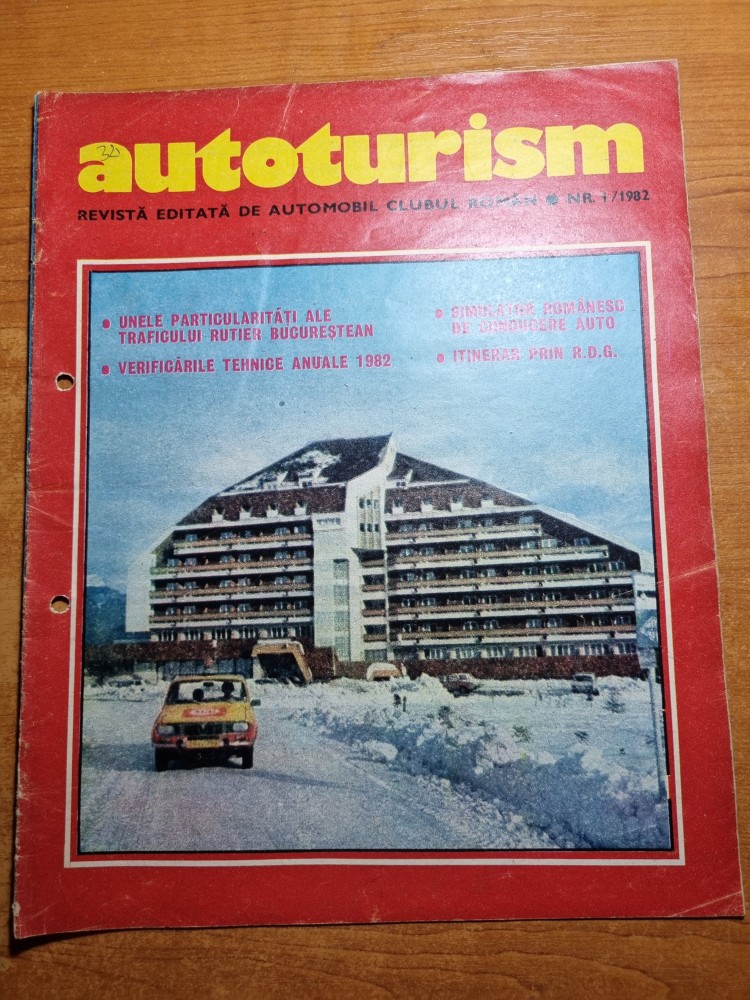 autoturism
REVISTĂ EDITATĂ DE AUTOMOBIL CLUBUL ROMÂN ● NR. 1/1982
● UNELE PARTICULARITĂȚI ALE
TRAFICULUI RUTIER BUCUREȘTEAN
● VERIFICĂRILE TEHNICE ANUALE 1982
● SIMULATOR ROMÂNESC
DE CONDUCERE AUTO
● ITINERAR PRIN R.D.G.